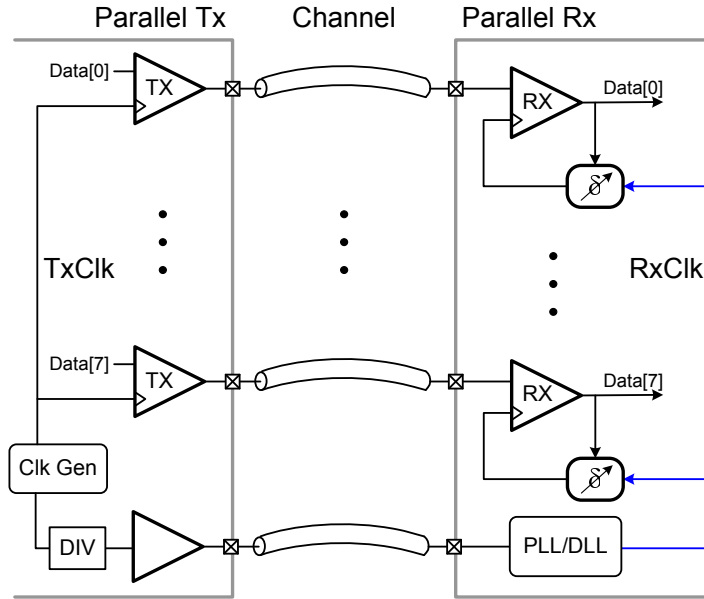 Parallel Tx Channel Parallel Rx
Data[0] TX RX Data[0]
δ
TxClk RxClk
Data[7] TX RX Data[7]
Clk Gen δ
DIV PLL/DLL